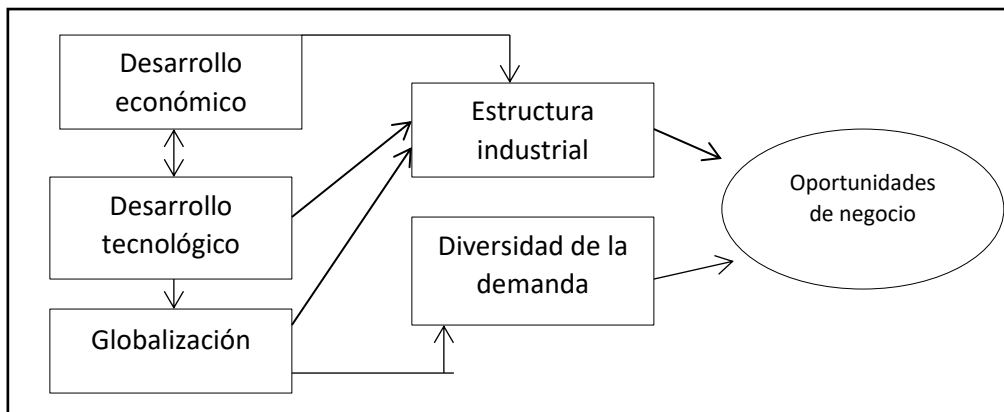 Desarrollo
económico
Estructura
industrial
Desarrollo
tecnológico
Oportunidades
de negocio
Diversidad de la
demanda
Globalización